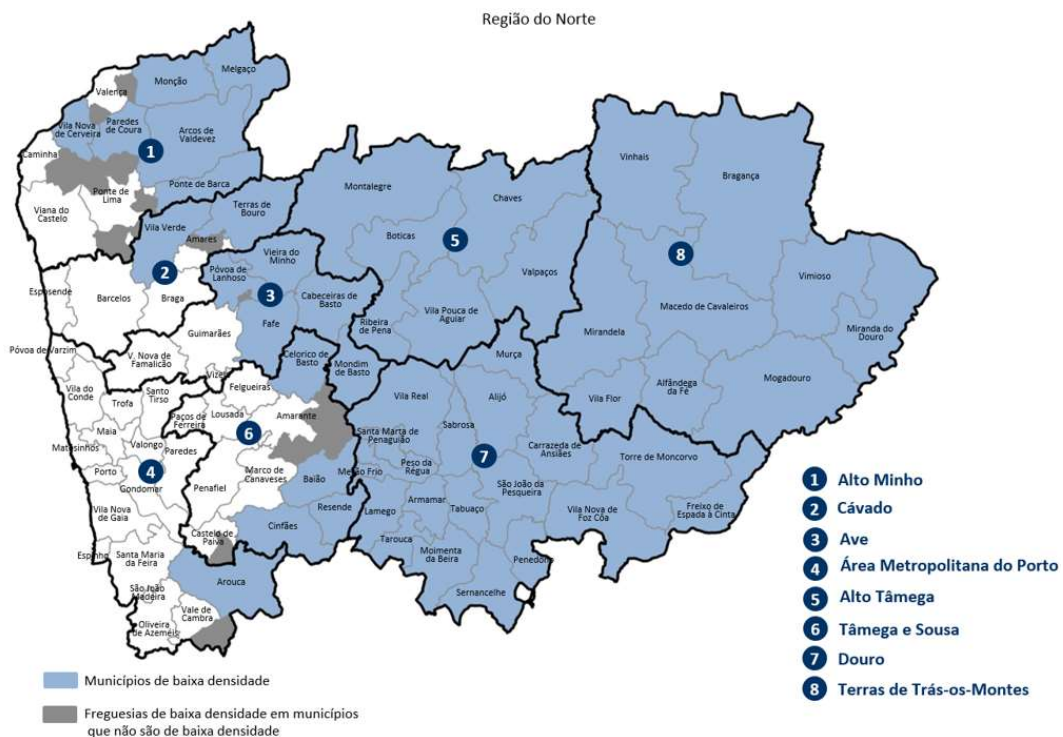 Região do Norte
Melgaço
Monção
Valença
Vila Nova
de Cerveira
Paredes
de Coura
Arcos de
Valdevez
1
Caminha
Ponte de Barca
Ponte de
Lima
Viana do
Castelo
Vinhais
Bragança
Montalegre
Chaves
Terras de
Bouro
Vila Verde
Amares
Boticas
5
8
Vieira do
Minho
Póvoa de
Lanhoso
2
3
Valpaços
Vimioso
Esposende
Barcelos
Braga
Cabeceiras de
Basto
Macedo de Cavaleiros
Vila Pouca de
Aguiar
Fafe
Ribeira
de Pena
Guimarães
Mirandela
Miranda do
Douro
Póvoa de Varzim
V. Nova de
Famalicão
Celorico de
Basto
Mondim
de Basto
Murça
Vizela
Felgueiras
Alfândega
da Fé
Mogadouro
Vila do
Conde
Santo
Tirso
Trofa
Vila Real
Alijó
Vila Flor
Paços de
Ferreira
Lousada
Amarante
Sabrosa
Maia
6
Santa Marta de
Penaguião
Matosinhos
Valongo
Paredes
Carrazeda de
Ansiães
7
Torre de Moncorvo
Porto
4
Marco de
Canaveses
Baião
Mesão Frio
Peso da
Régua
São João da
Pesqueira
Gondomar
Penafiel
Armamar
Resende
Lamego
Tabuaço
Vila Nova de
Foz Côa
Freixo de
Espada à Cinta
Vila Nova
de Gaia
Cinfães
Castelo de
Paiva
Tarouca
Moimenta
da Beira
Penedono
Espinho
Santa Maria
da Feira
Arouca
Sernancelhe
São João
Madeira
Vale de
Cambra
Oliveira
de Azeméis
1 Alto Minho
2 Cávado
3 Ave
4 Área Metropolitana do Porto
5 Alto Tâmega
6 Tâmega e Sousa
7 Douro
8 Terras de Trás-os-Montes
Municípios de baixa densidade
Freguesias de baixa densidade em municípios
que não são de baixa densidade